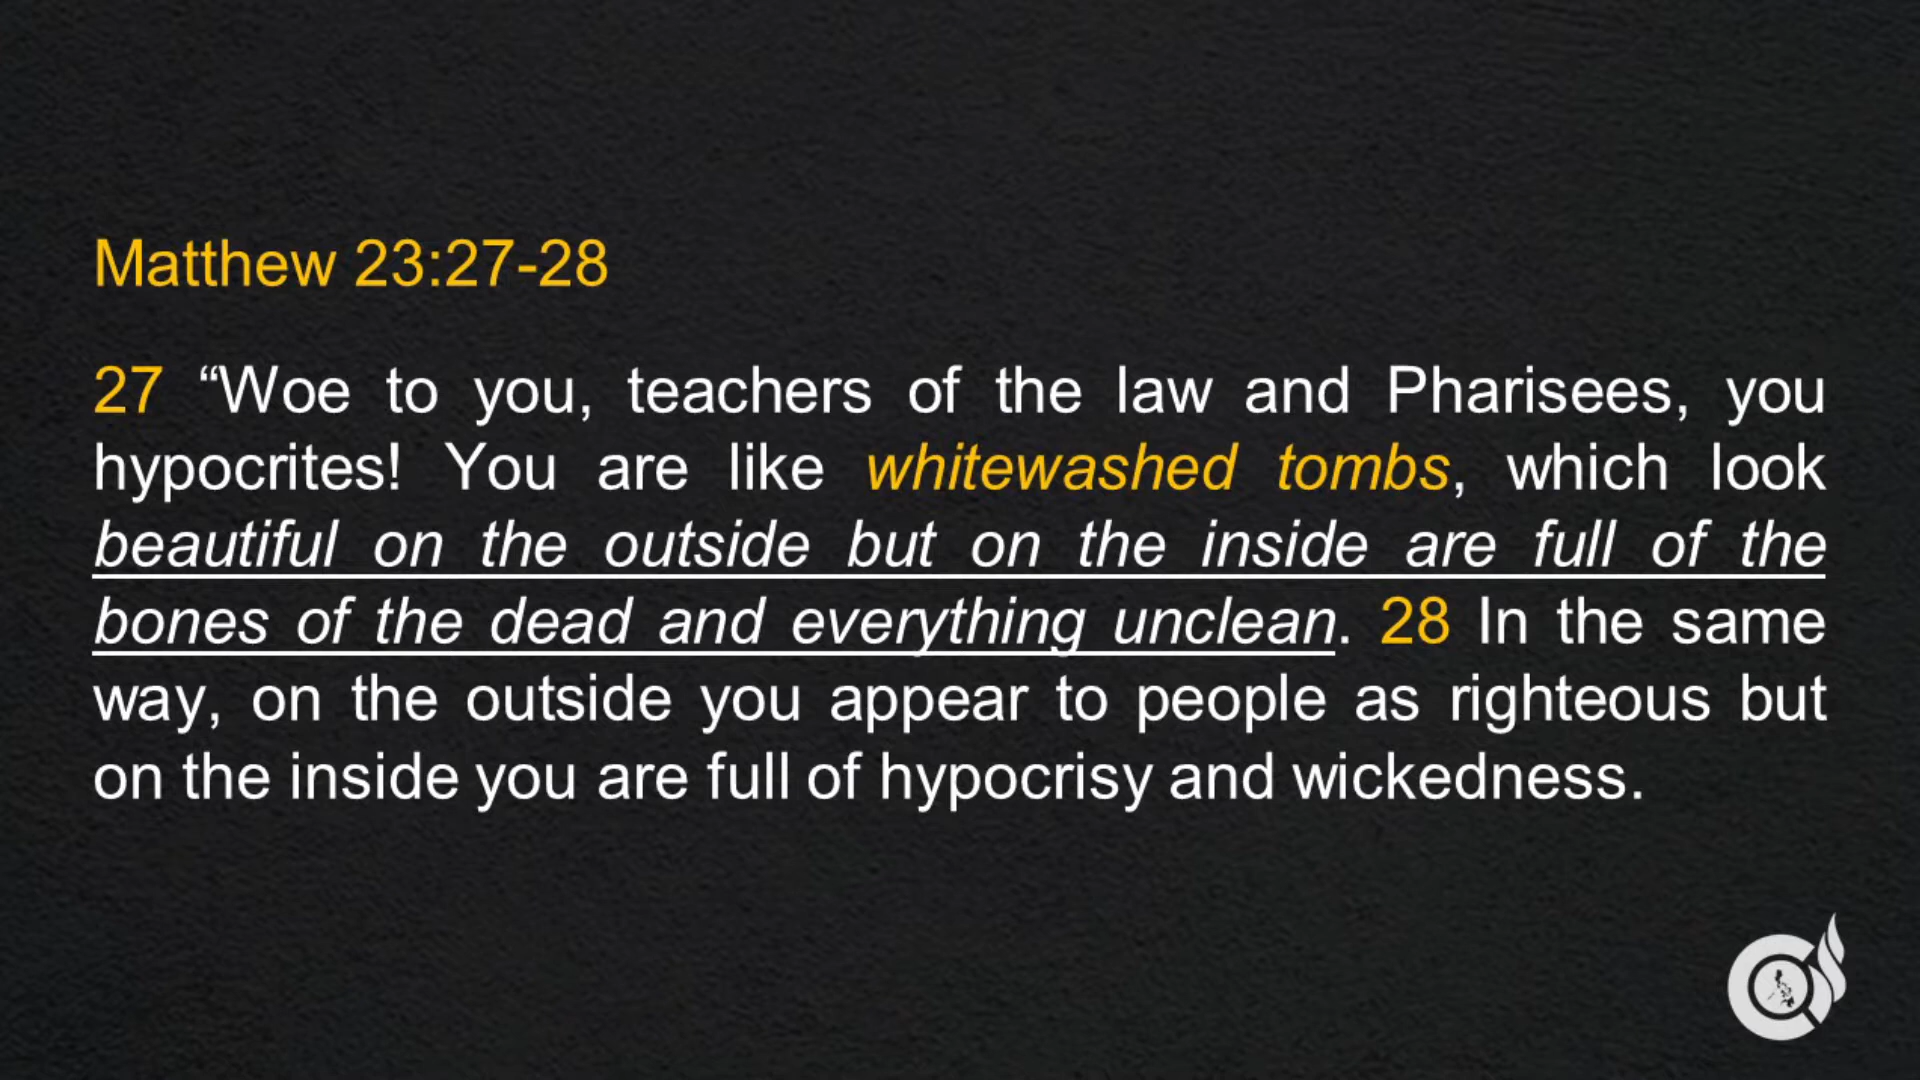 Matthew 23:27-28
27 “Woe to you, teachers of the law and Pharisees, you
hypocrites! You are like whitewashed tombs, which look
beautiful on the outside but on the inside are full of the
bones of the dead and everything unclean. 28 In the same
way, on the outside you appear to people as righteous but
on the inside you are full of hypocrisy and wickedness.